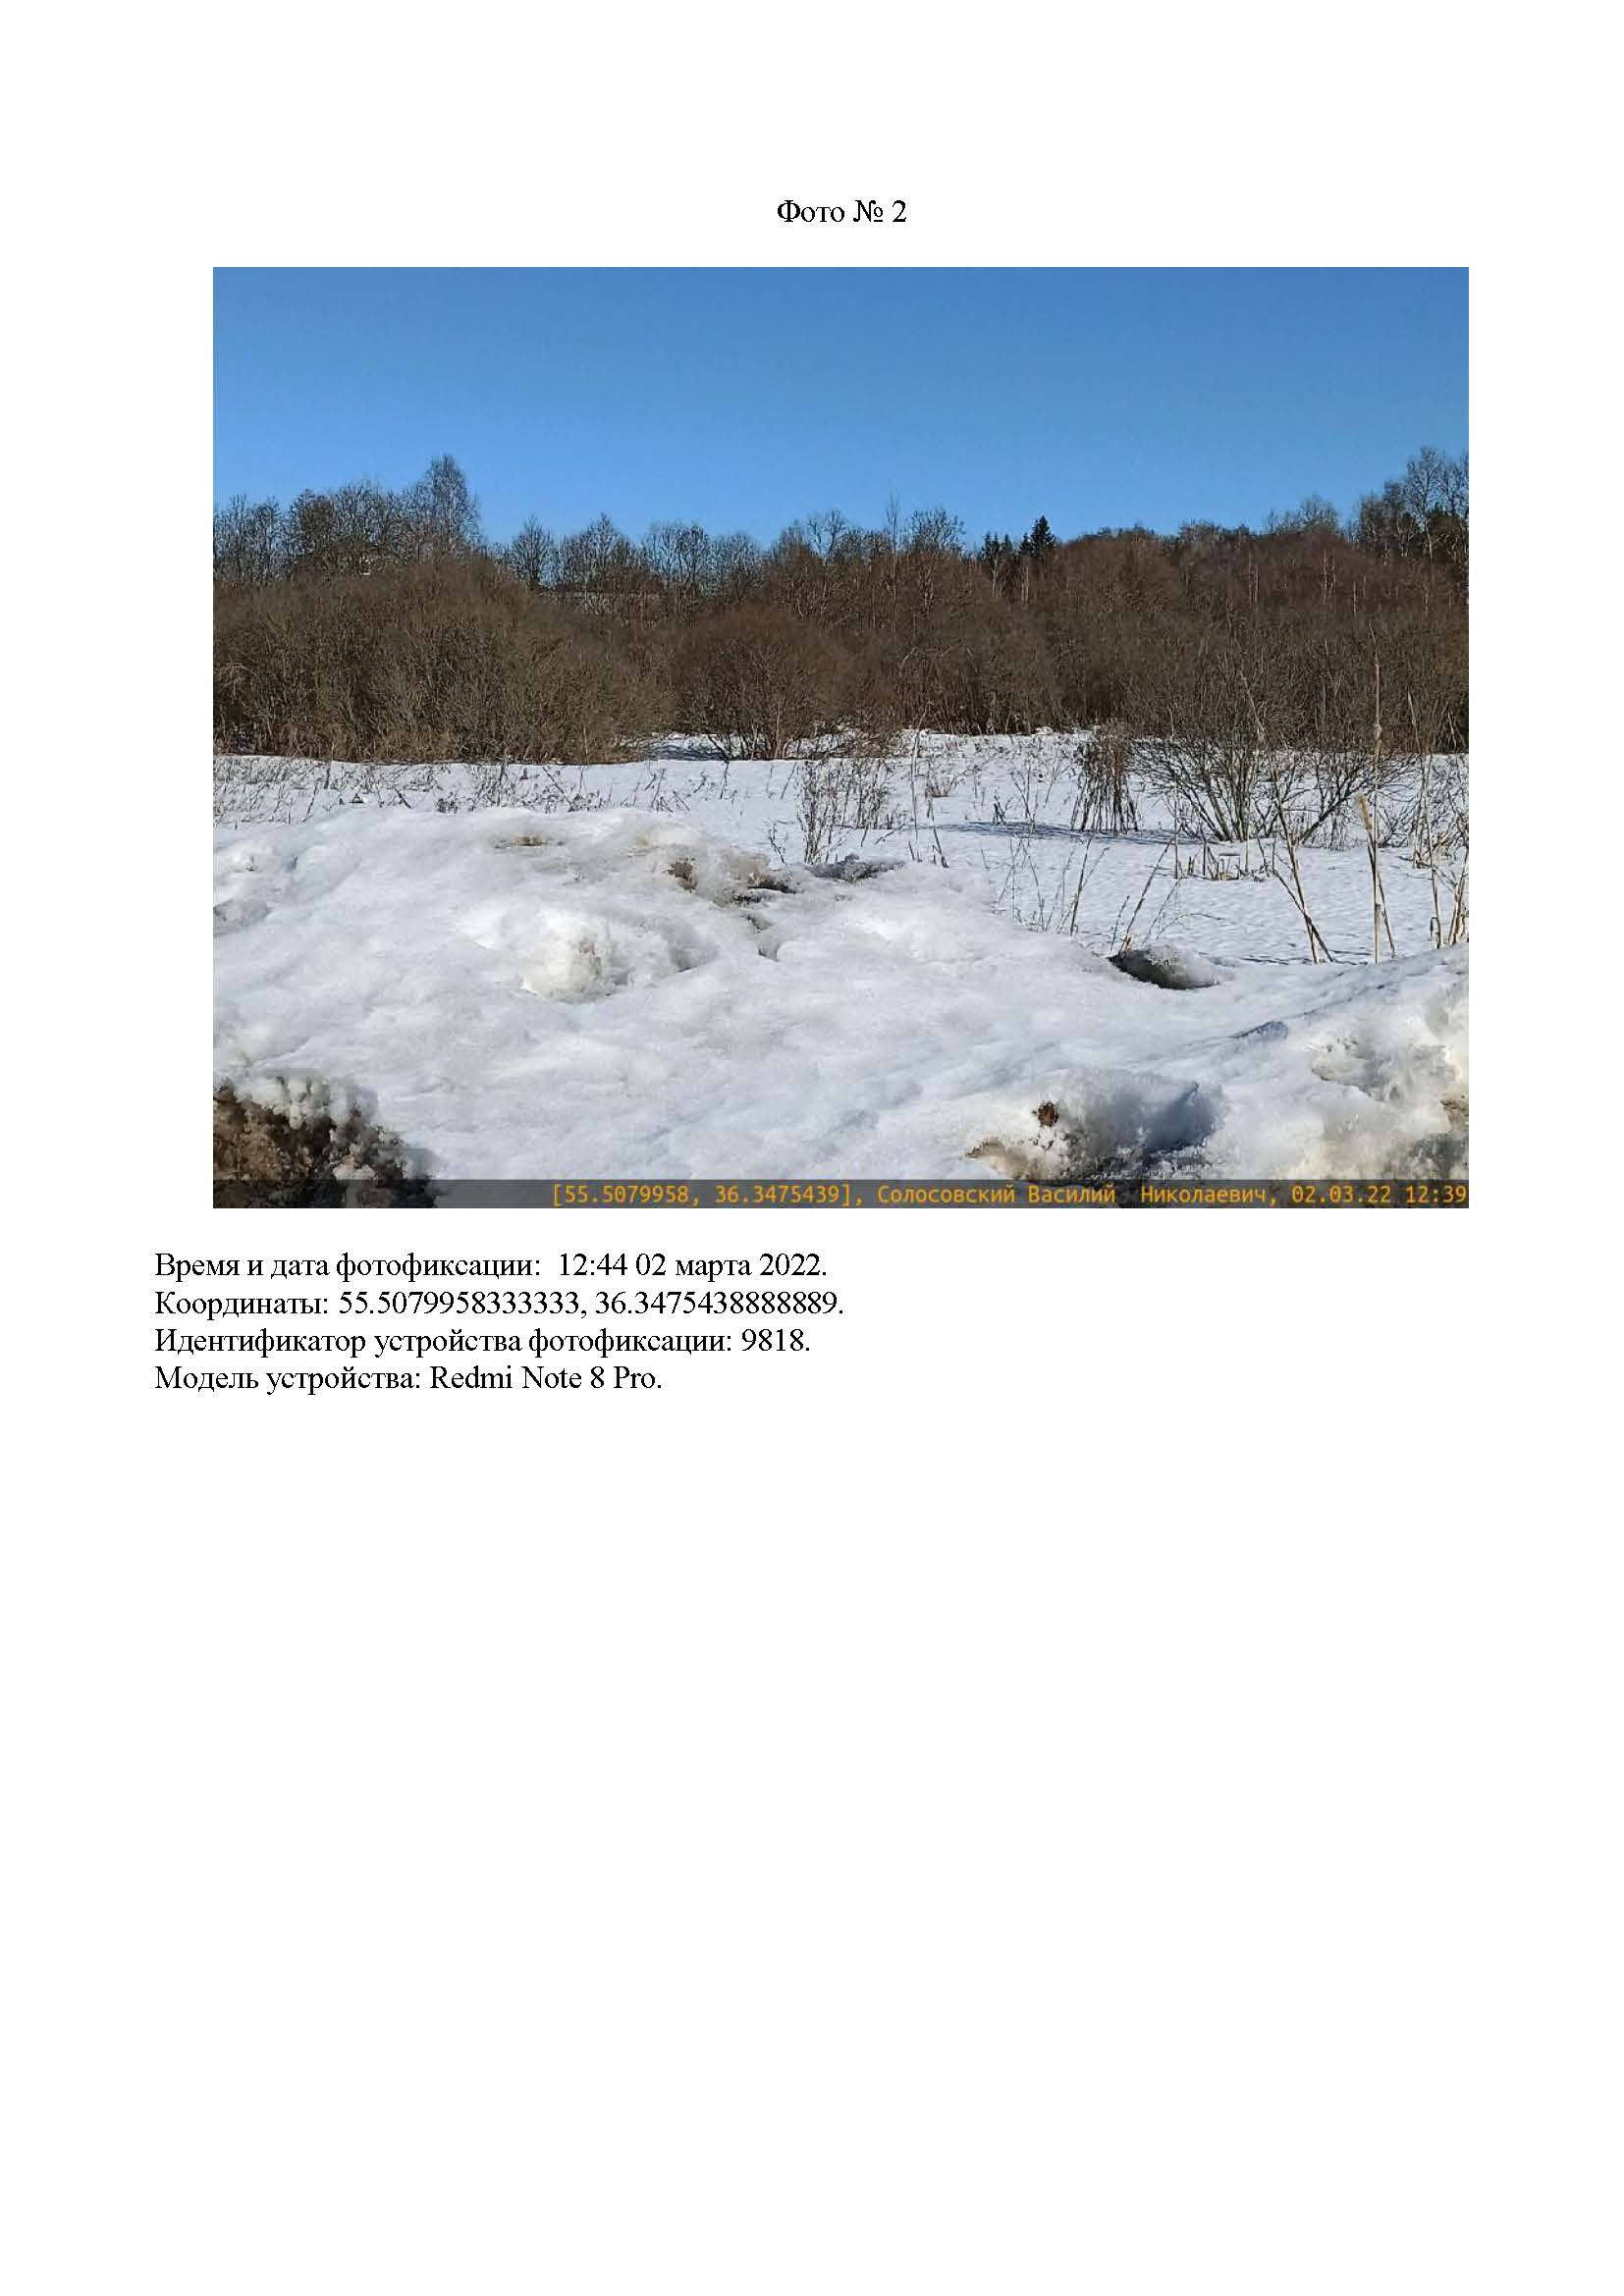 Фото № 2
[55.5079958, 36.3475439], Солосовский Василий  Николаевич, 02.03.22 12:39
Время и дата фотофиксации:  12:44 02 марта 2022.
Координаты: 55.5079958333333, 36.3475438888889.
Идентификатор устройства фотофиксации: 9818.
Модель устройства: Redmi Note 8 Pro.